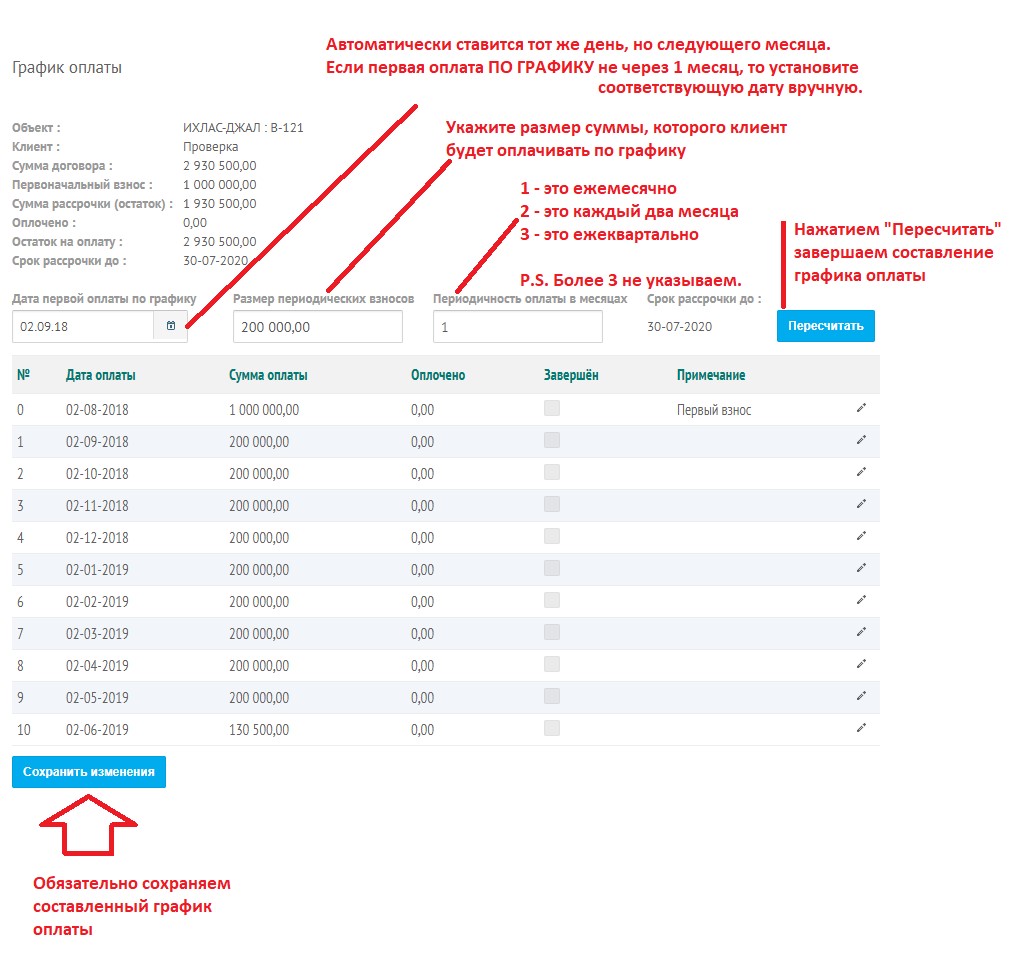 Автоматически ставится тот же день, но следующего месяца.
Если первая оплата ПО ГРАФИКУ не через 1 месяц, то установите
соответствующую дату вручную.
График оплаты
Укажите размер суммы, которого клиент
будет оплачивать по графику
Объект : ИХЛАС-ДЖАЛ : В-121
Клиент : Проверка
Сумма договора : 2 930 500,00
Первоначальный взнос : 1 000 000,00
Сумма рассрочки (остаток) : 1 930 500,00
Оплочено : 0,00
Остаток на оплату : 2 930 500,00
Срок рассрочки до : 30-07-2020
1 - это ежемесячно
2 - это каждый два месяца
3 - это ежеквартально
P.S. Более 3 не указываем.
Нажатием "Пересчитать"
завершаем составление
графика оплаты
Дата первой оплаты по графику Размер периодических взносов Периодичность оплаты в месяцах Срок рассрочки до :
02.09.18 200 000,00 1 30-07-2020 Пересчитать
№ Дата оплаты Сумма оплаты Оплочено Завершён Примечание
0 02-08-2018 1 000 000,00 0,00 Первый взнос
1 02-09-2018 200 000,00 0,00
2 02-10-2018 200 000,00 0,00
3 02-11-2018 200 000,00 0,00
4 02-12-2018 200 000,00 0,00
5 02-01-2019 200 000,00 0,00
6 02-02-2019 200 000,00 0,00
7 02-03-2019 200 000,00 0,00
8 02-04-2019 200 000,00 0,00
9 02-05-2019 200 000,00 0,00
10 02-06-2019 130 500,00 0,00
Сохранить изменения
Обязательно сохраняем
составленный график
оплаты